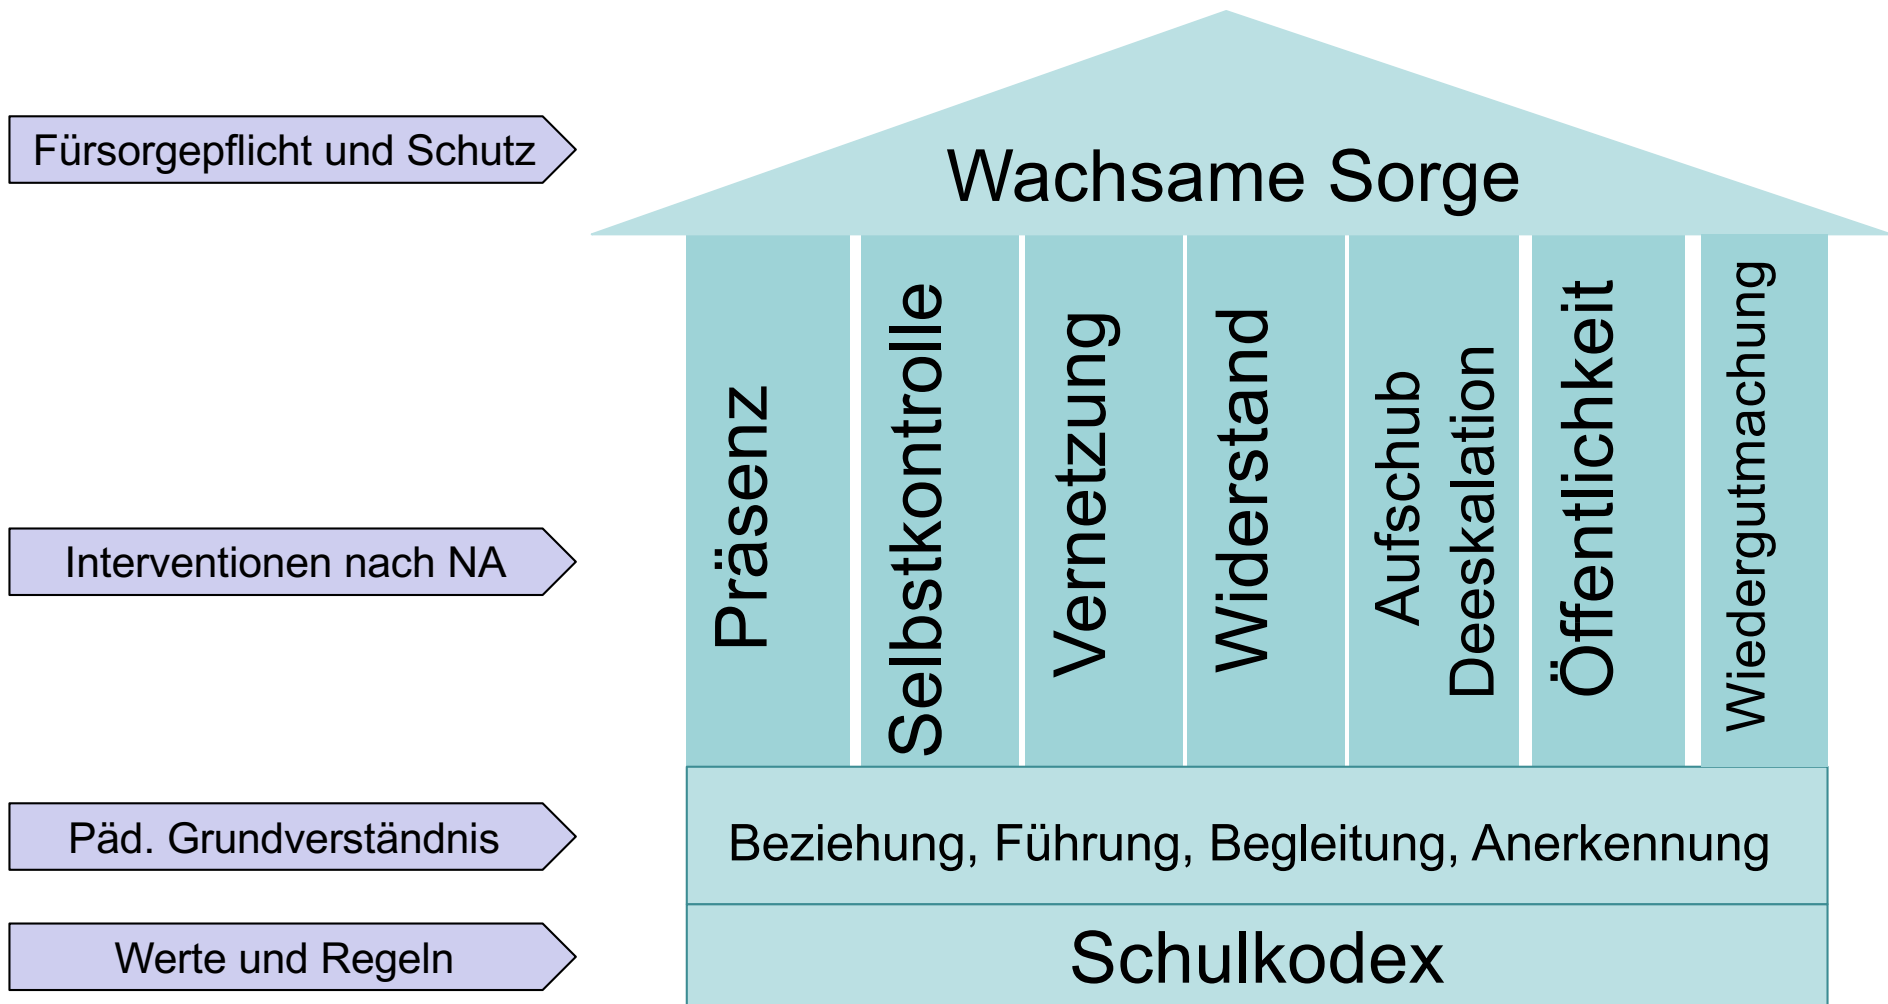 Fürsorgepflicht und Schutz
Wachsame Sorge
Interventionen nach NA
Präsenz
Selbstkontrolle
Vernetzung
Widerstand
Aufschub
Deeskalation
Öffentlichkeit
Wiedergutmachung
Päd. Grundverständnis
Beziehung, Führung, Begleitung, Anerkennung
Werte und Regeln
Schulkodex